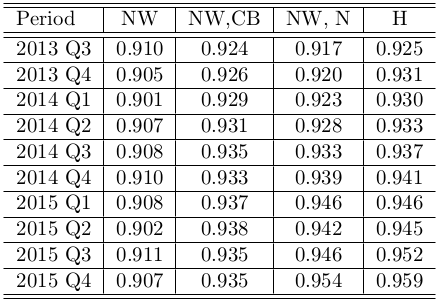 Period NW NW,CB NW, N H
2013 Q3 0.910 0.924 0.917 0.925
2013 Q4 0.905 0.926 0.920 0.931
2014 Q1 0.901 0.929 0.923 0.930
2014 Q2 0.907 0.931 0.928 0.933
2014 Q3 0.908 0.935 0.933 0.937
2014 Q4 0.910 0.933 0.939 0.941
2015 Q1 0.908 0.937 0.946 0.946
2015 Q2 0.902 0.938 0.942 0.945
2015 Q3 0.911 0.935 0.946 0.952
2015 Q4 0.907 0.935 0.954 0.959